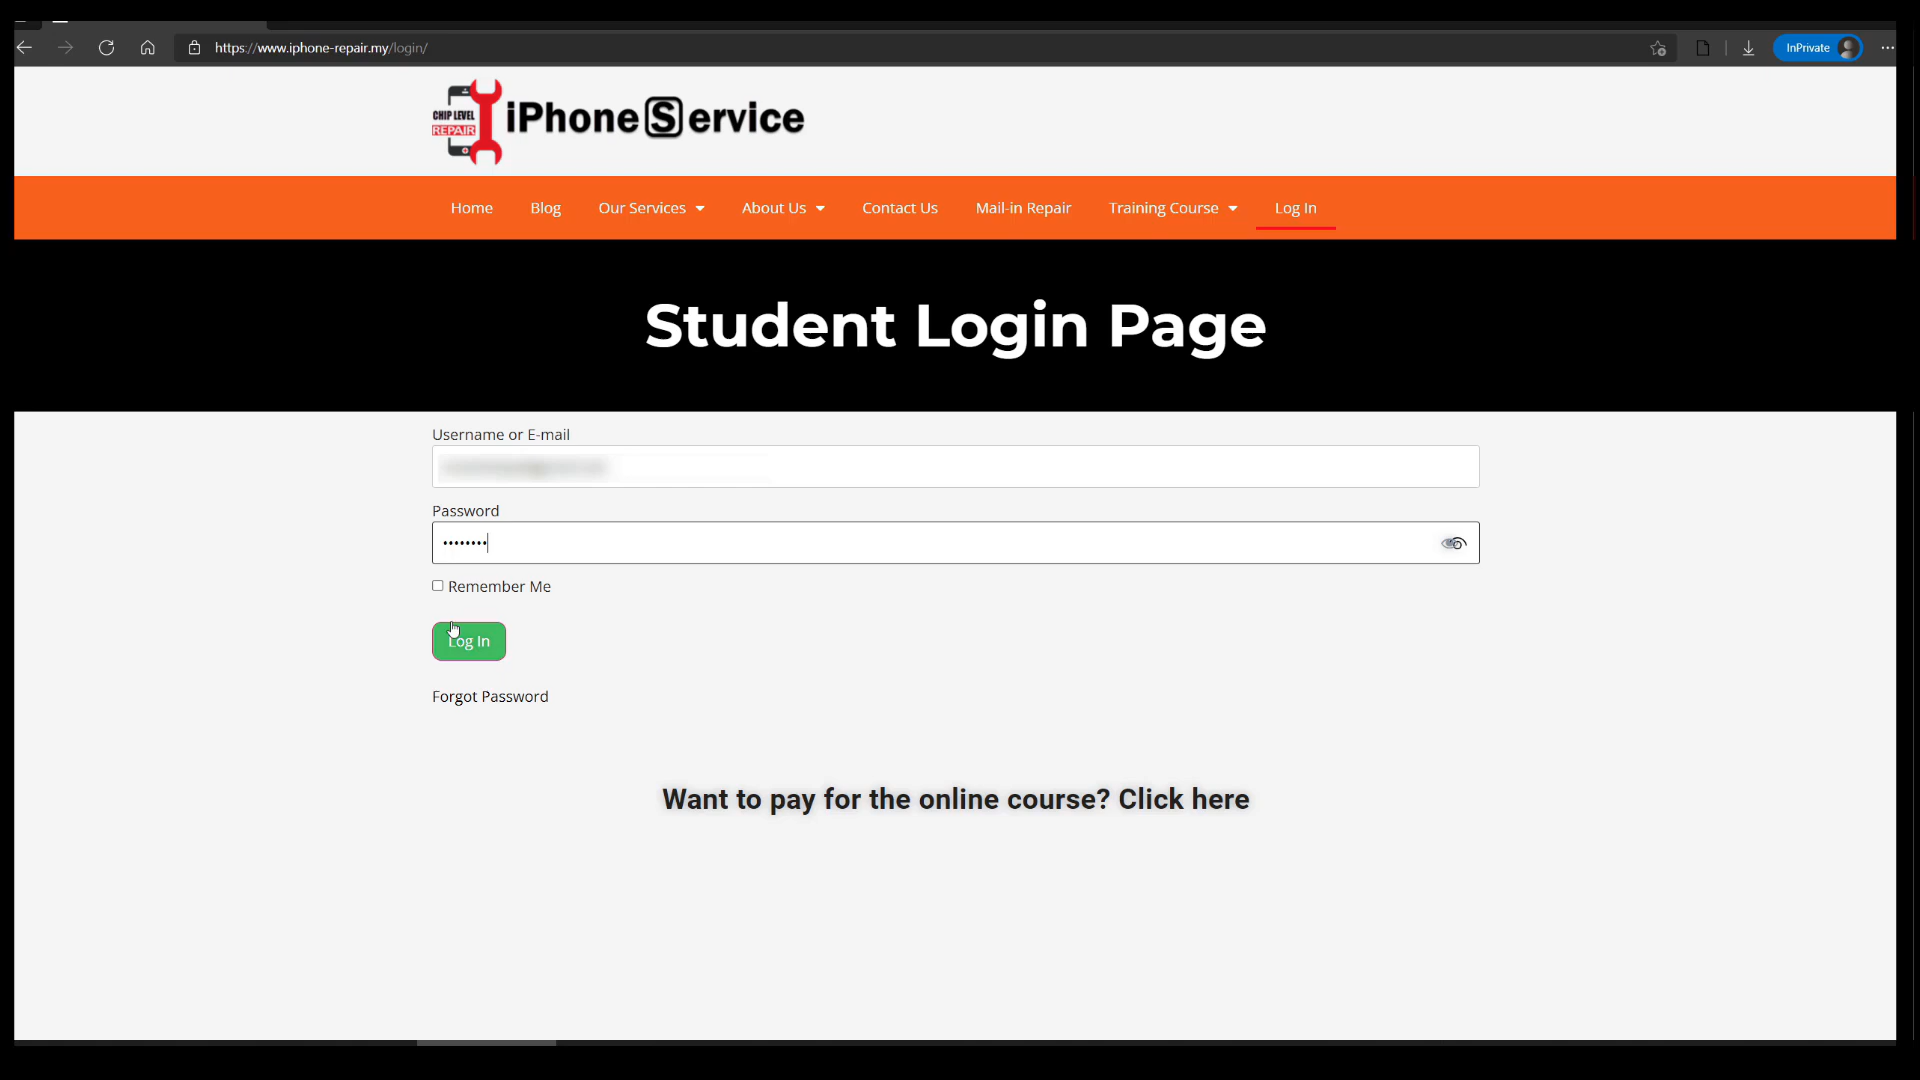 https://www.iphone-repair.my/login/
InPrivate
CHIP LEVEL
REPAIR
iPhone Service
Home
Blog
Our Services
About Us
Contact Us
Mail-in Repair
Training Course
Log In
Student Login Page
Username or E-mail
Password
••••••••
Remember Me
Log In
Forgot Password
Want to pay for the online course? Click here